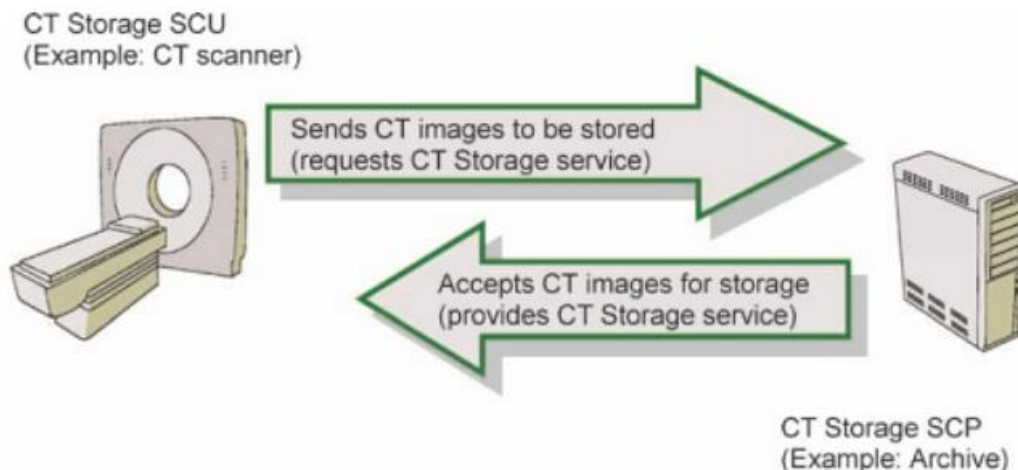 CT Storage SCU
(Example: CT scanner)
Sends CT images to be stored
(requests CT Storage service)
Accepts CT images for storage
(provides CT Storage service)
CT Storage SCP
(Example: Archive)